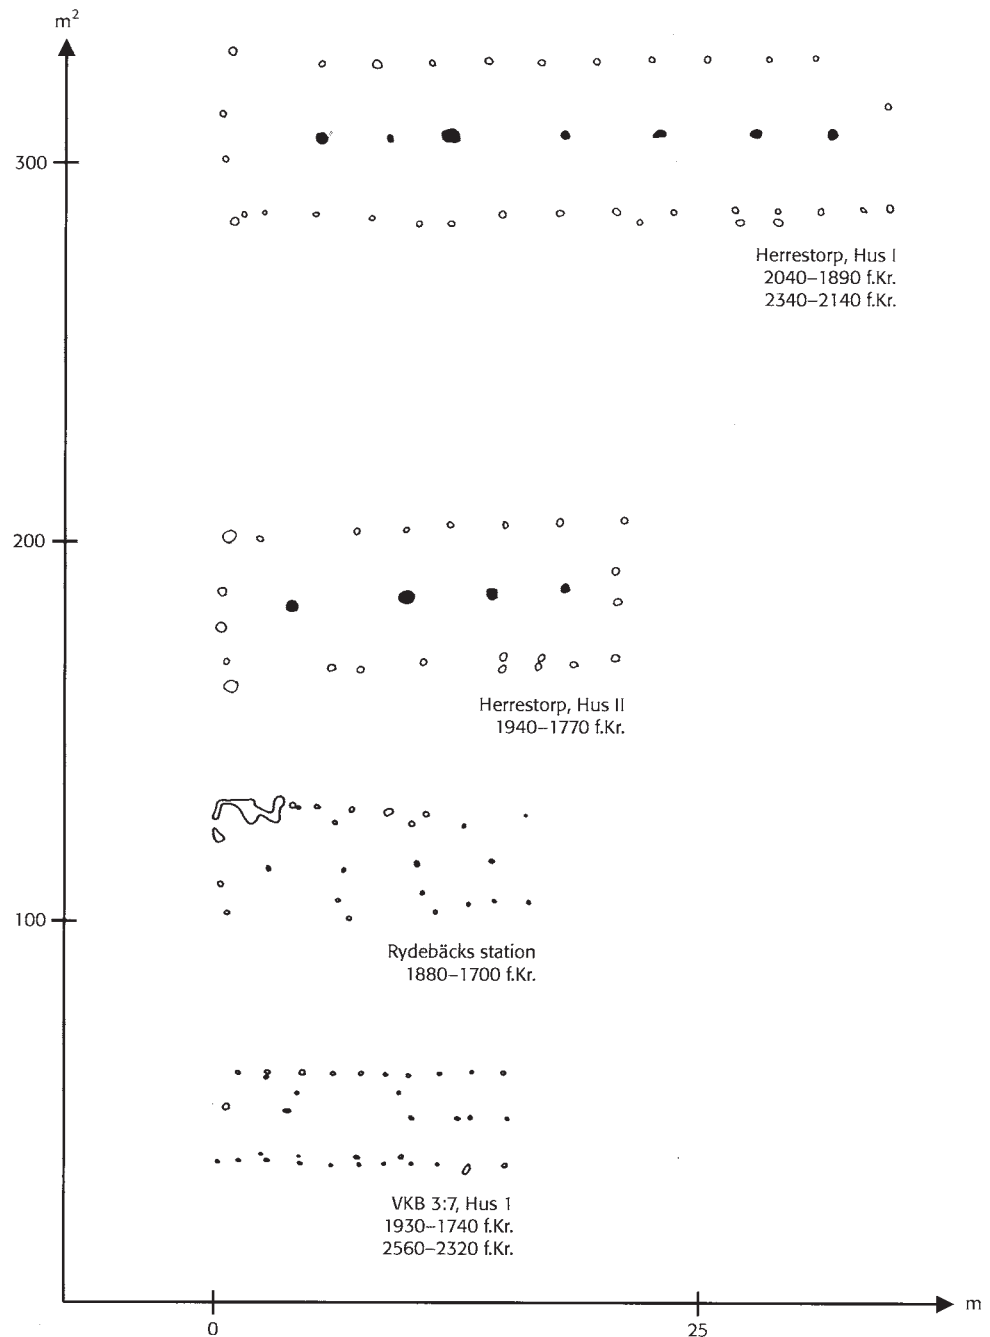 m²
300
Herrestorp, Hus I
2040–1890 f.Kr.
2340–2140 f.Kr.
200
Herrestorp, Hus II
1940–1770 f.Kr.
100
Rydebäcks station
1880–1700 f.Kr.
VKB 3:7, Hus 1
1930–1740 f.Kr.
2560–2320 f.Kr.
m
0
25